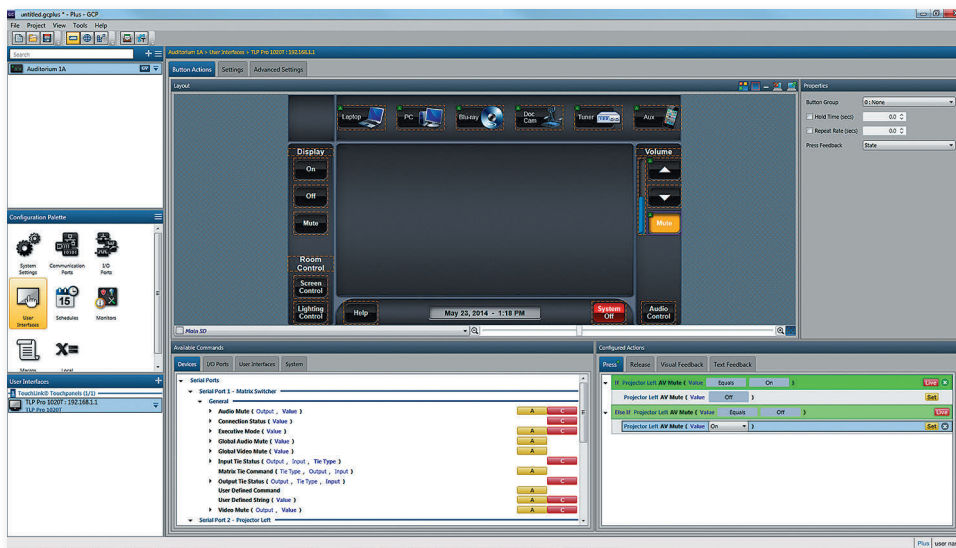 untitled.gcplus * - Plus - GCP
File Project View Tools Help
Search
Auditorium 1A
Auditorium 1A > User Interfaces > TLP Pro 1020T : 192.168.1.1
Button Actions Settings Advanced Settings
Layout
Laptop PC Blu-ray Doc Cam Tuner Aux
Display
On
Off
Mute
Room
Control
Screen
Control
Lighting
Control
Help
May 23, 2014 - 1:18 PM
System
Off
Volume
Mute
Audio
Control
Main SD
Properties
Button Group 0 : None
Hold Time (secs) 0.0
Repeat Rate (secs) 0.0
Press Feedback State
Configuration Palette
System
Settings
Communication
Ports
I/O
Ports
User
Interfaces
15
Schedules
Monitors
Macros
X=
Local
User Interfaces
TouchLink® Touchpanels (1/1)
TLP Pro 1020T : 192.168.1.1
TLP Pro 1020T
Available Commands
Devices I/O Ports User Interfaces System
Serial Ports
Serial Port 1 - Matrix Switcher
General
Audio Mute ( Output , Value ) A C
Connection Status ( Value ) C
Executive Mode ( Value ) A C
Global Audio Mute ( Value ) A
Global Video Mute ( Value ) A
Input Tie Status ( Output , Input , Tie Type ) C
Matrix Tie Command ( Tie Type , Output , Input ) A
Output Tie Status ( Output , Tie Type , Input ) C
User Defined Command A
User Defined String ( Value ) A C
Video Mute ( Output , Value ) A C
Serial Port 2 - Projector Left
Configured Actions
Press* Release Visual Feedback Text Feedback
If Projector Left AV Mute ( Value Equals On ) Live
Projector Left AV Mute ( Value Off ) Set
Else If Projector Left AV Mute ( Value Equals Off ) Live
Projector Left AV Mute ( Value On ) Set
Plus user nam